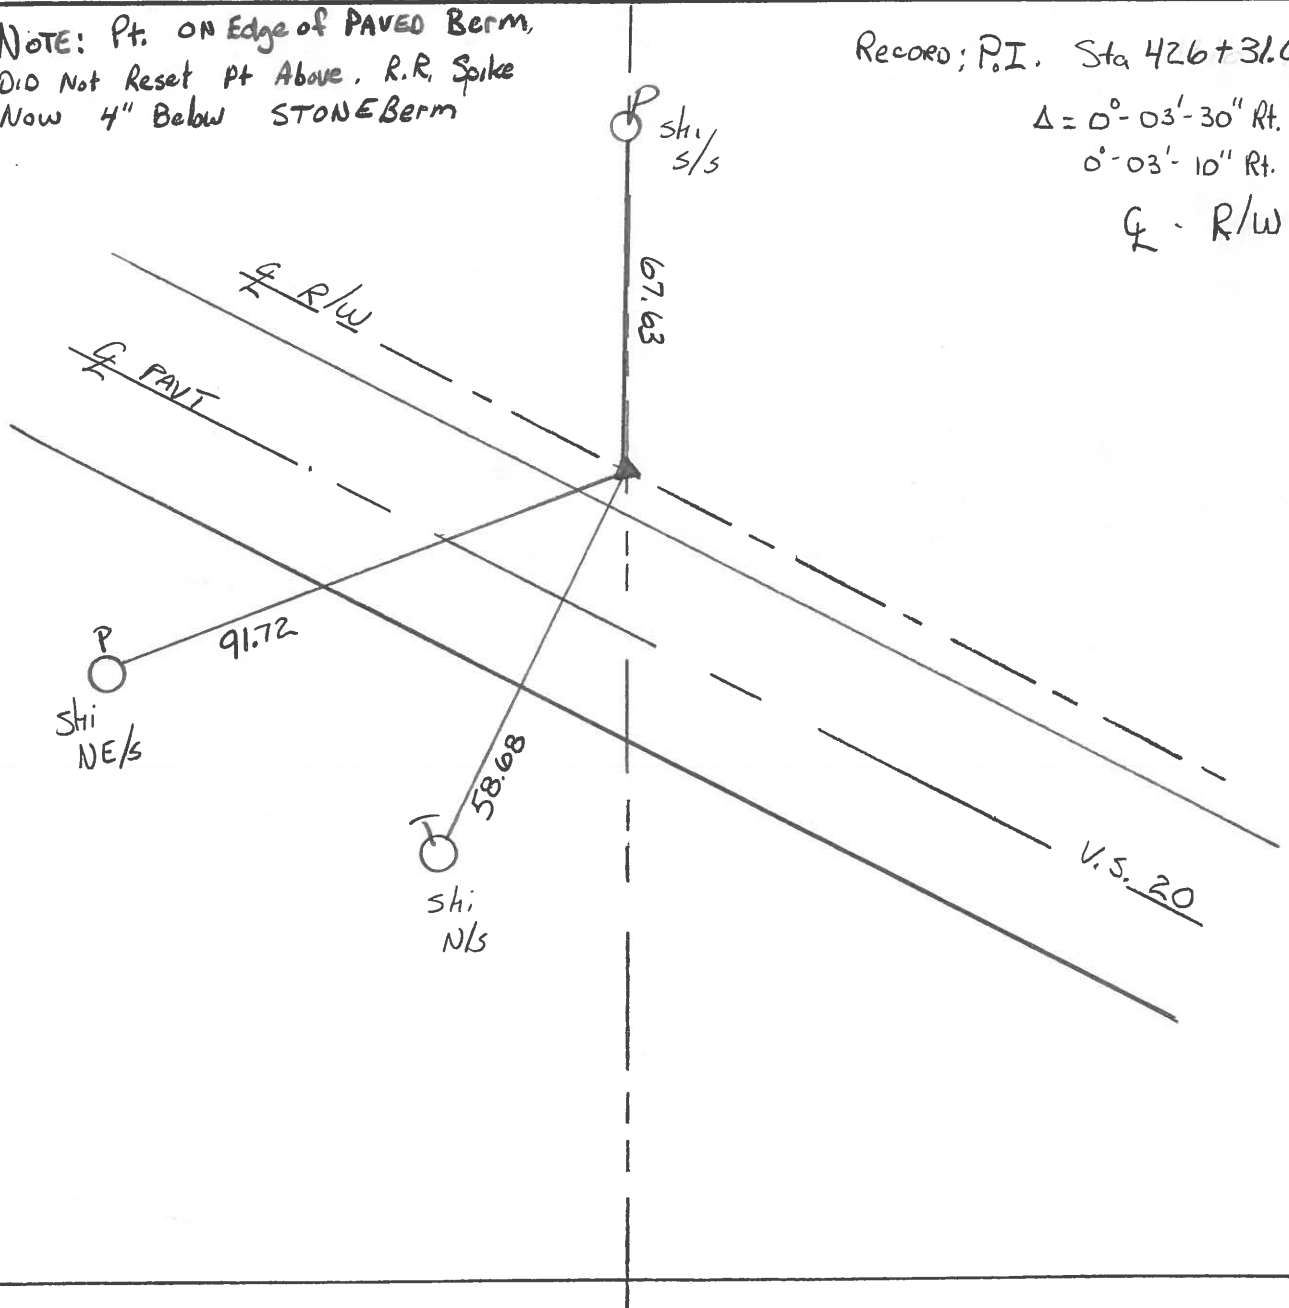 NOTE: Pt. ON Edge of PAVED Berm,
DID Not Reset Pt Above. R.R. Spike
Now 4" Below STONE Berm
Record: P.I. Sta 426+31.
Δ = 0°-03'-30" Rt.
0°-03'-10" Rt.
℄ - R/W
P
shi
S/S
67.63
℄ R/W
℄ PAVT
P
91.72
shi
NE/S
58.68
T
shi
N/S
U.S. 20